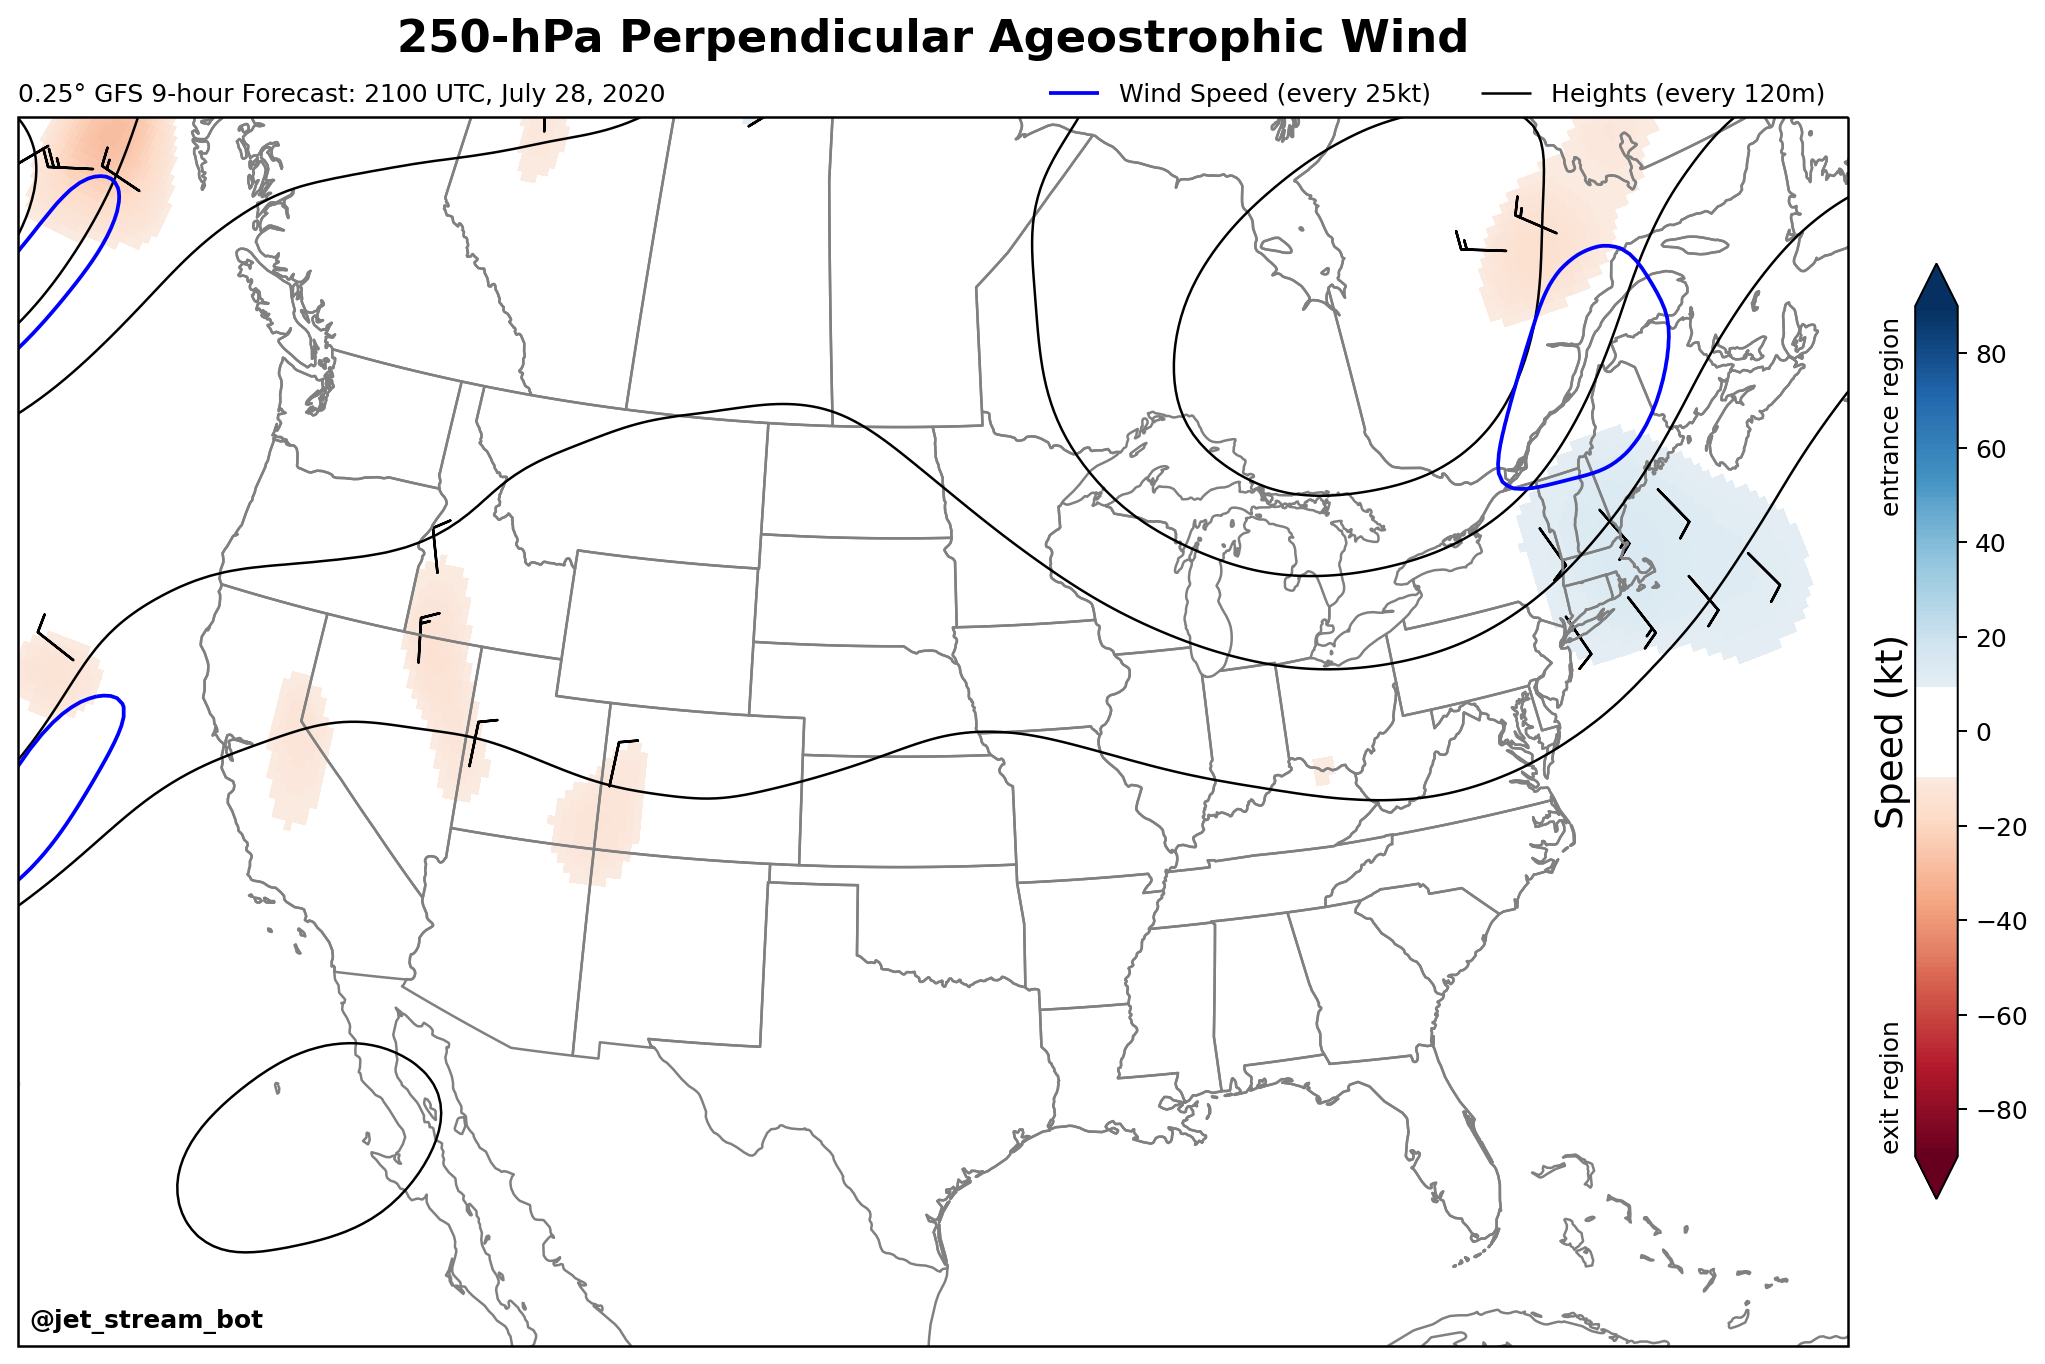 250-hPa Perpendicular Ageostrophic Wind
0.25° GFS 9-hour Forecast: 2100 UTC, July 28, 2020
Wind Speed (every 25kt)
Heights (every 120m)
entrance region
Speed (kt)
exit region
80
60
40
20
0
−20
−40
−60
−80
@jet_stream_bot